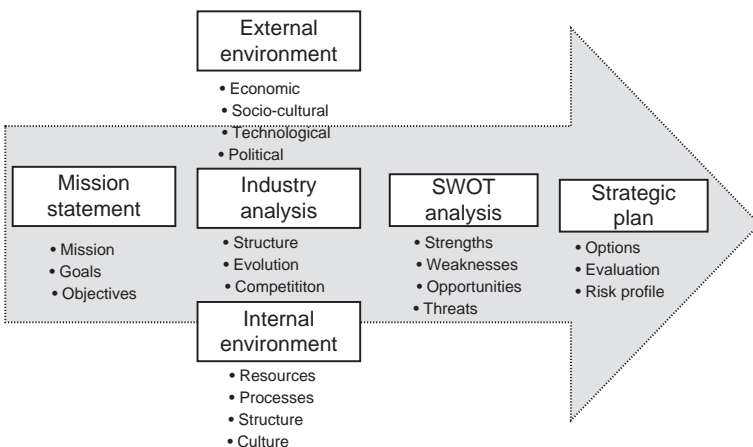 External
environment
• Economic
• Socio-cultural
• Technological
• Political
Mission
statement
• Mission
• Goals
• Objectives
Industry
analysis
• Structure
• Evolution
• Competititon
SWOT
analysis
• Strengths
• Weaknesses
• Opportunities
• Threats
Strategic
plan
• Options
• Evaluation
• Risk profile
Internal
environment
• Resources
• Processes
• Structure
• Culture